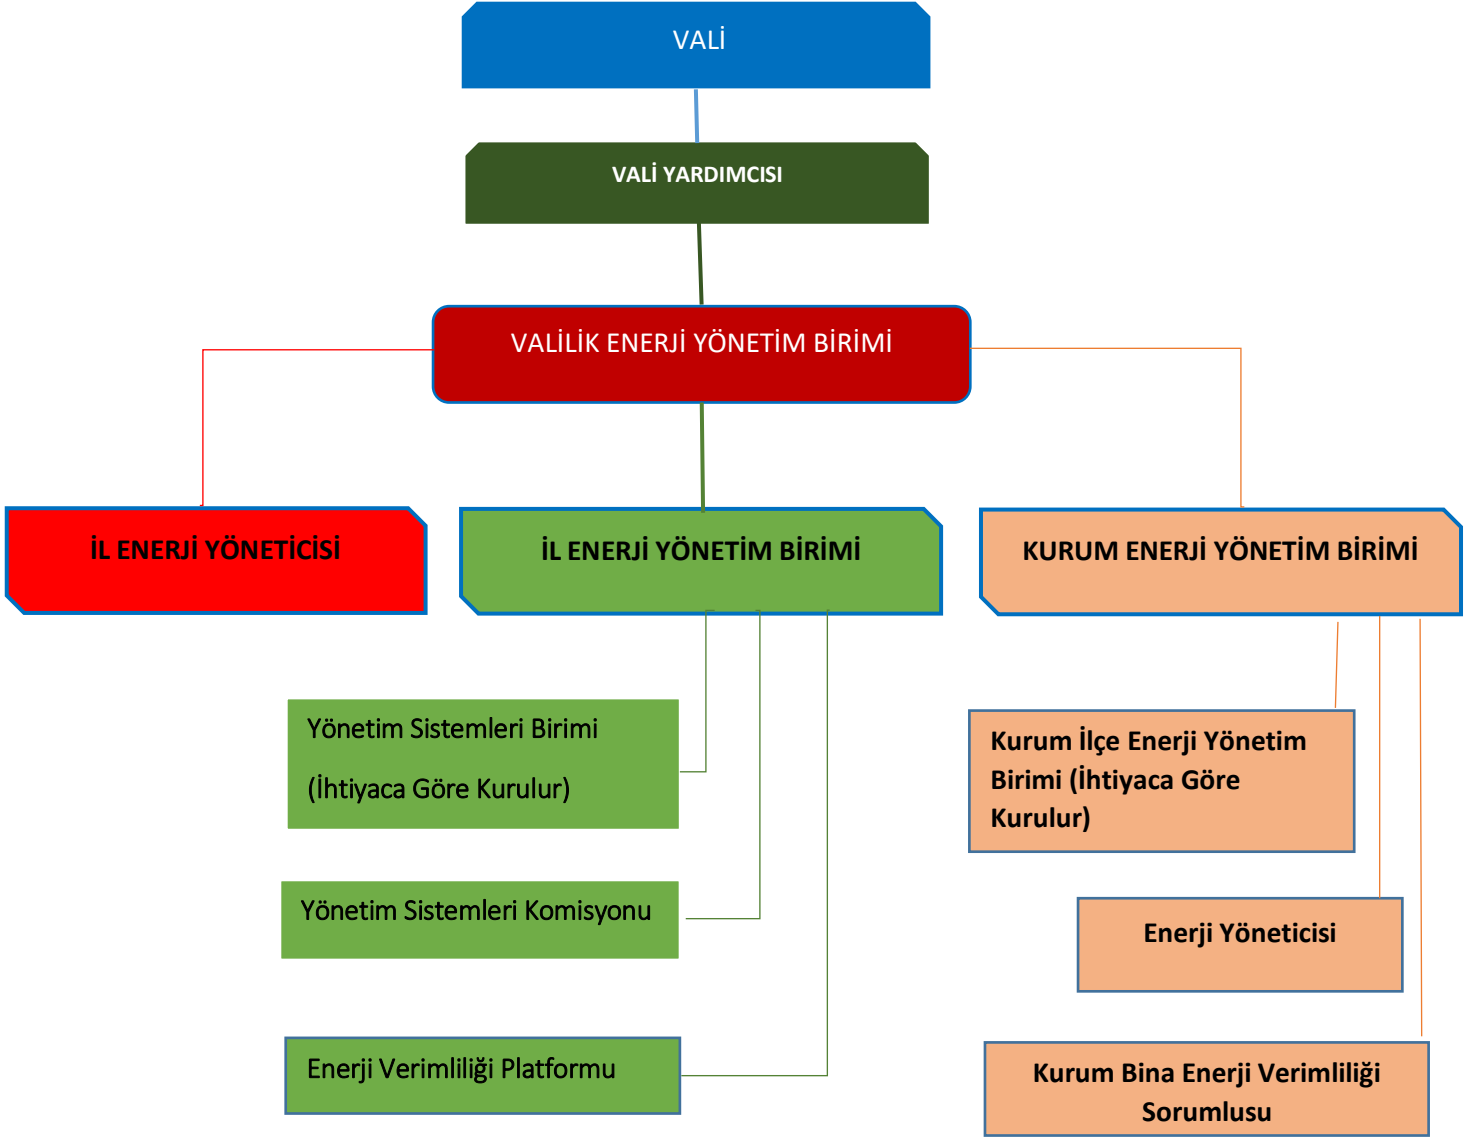 VALİ
VALİ YARDIMCISI
VALİLİK ENERJİ YÖNETİM BİRİMİ
İL ENERJİ YÖNETİCİSİ
İL ENERJİ YÖNETİM BİRİMİ
KURUM ENERJİ YÖNETİM BİRİMİ
Yönetim Sistemleri Birimi
(İhtiyaca Göre Kurulur)
Yönetim Sistemleri Komisyonu
Enerji Verimliliği Platformu
Kurum İlçe Enerji Yönetim
Birimi (İhtiyaca Göre
Kurulur)
Enerji Yöneticisi
Kurum Bina Enerji Verimliliği
Sorumlusu